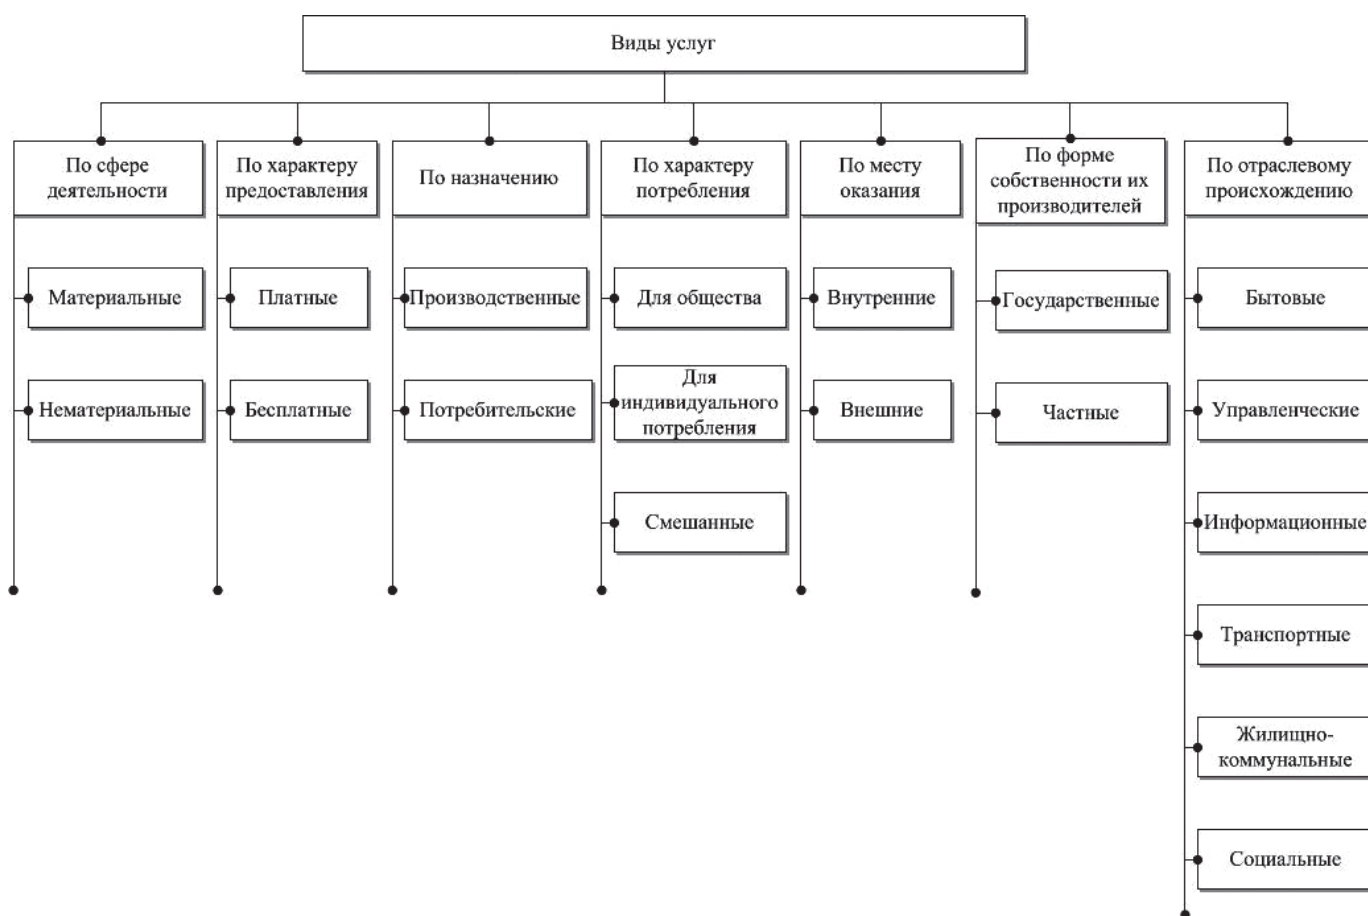 Виды услуг
По сфере
деятельности
Материальные
Нематериальные
По характеру
предоставления
Платные
Бесплатные
По назначению
Производственные
Потребительские
По характеру
потребления
Для общества
Для
индивидуального
потребления
Смешанные
По месту
оказания
Внутренние
Внешние
По форме
собственности их
производителей
Государственные
Частные
По отраслевому
происхождению
Бытовые
Управленческие
Информационные
Транспортные
Жилищно-
коммунальные
Социальные